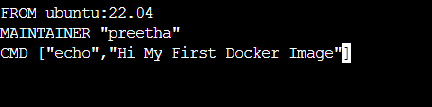 FROM ubuntu:22.04
MAINTAINER "preetha"
CMD ["echo","Hi My First Docker Image"]